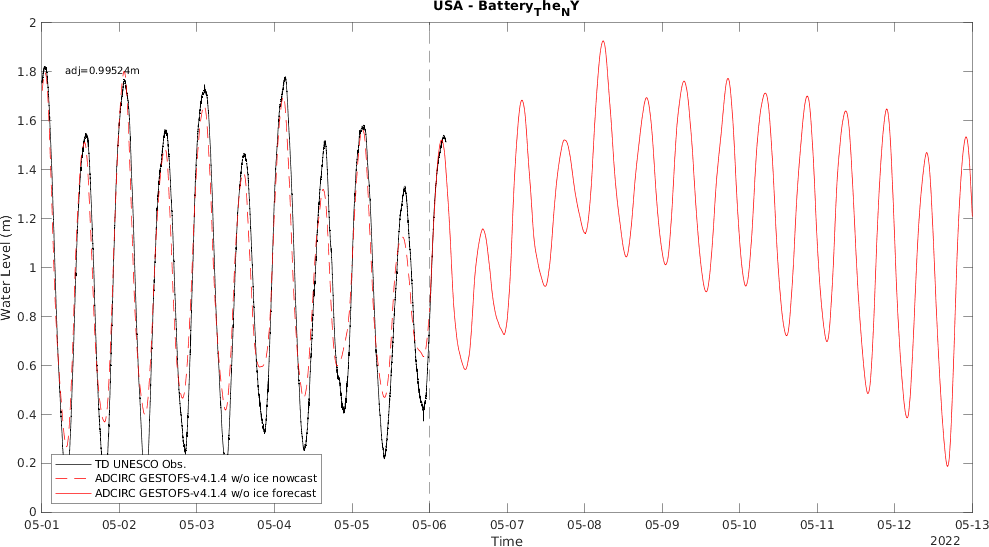 USA - BatteryTheNY
2
1.8
1.6
1.4
1.2
1
0.8
0.6
0.4
0.2
0
Water Level (m)
adj=0.99524m
TD UNESCO Obs.
ADCIRC GESTOFS-v4.1.4 w/o ice nowcast
ADCIRC GESTOFS-v4.1.4 w/o ice forecast
05-01 05-02 05-03 05-04 05-05 05-06 05-07 05-08 05-09 05-10 05-11 05-12 05-13
Time
2022